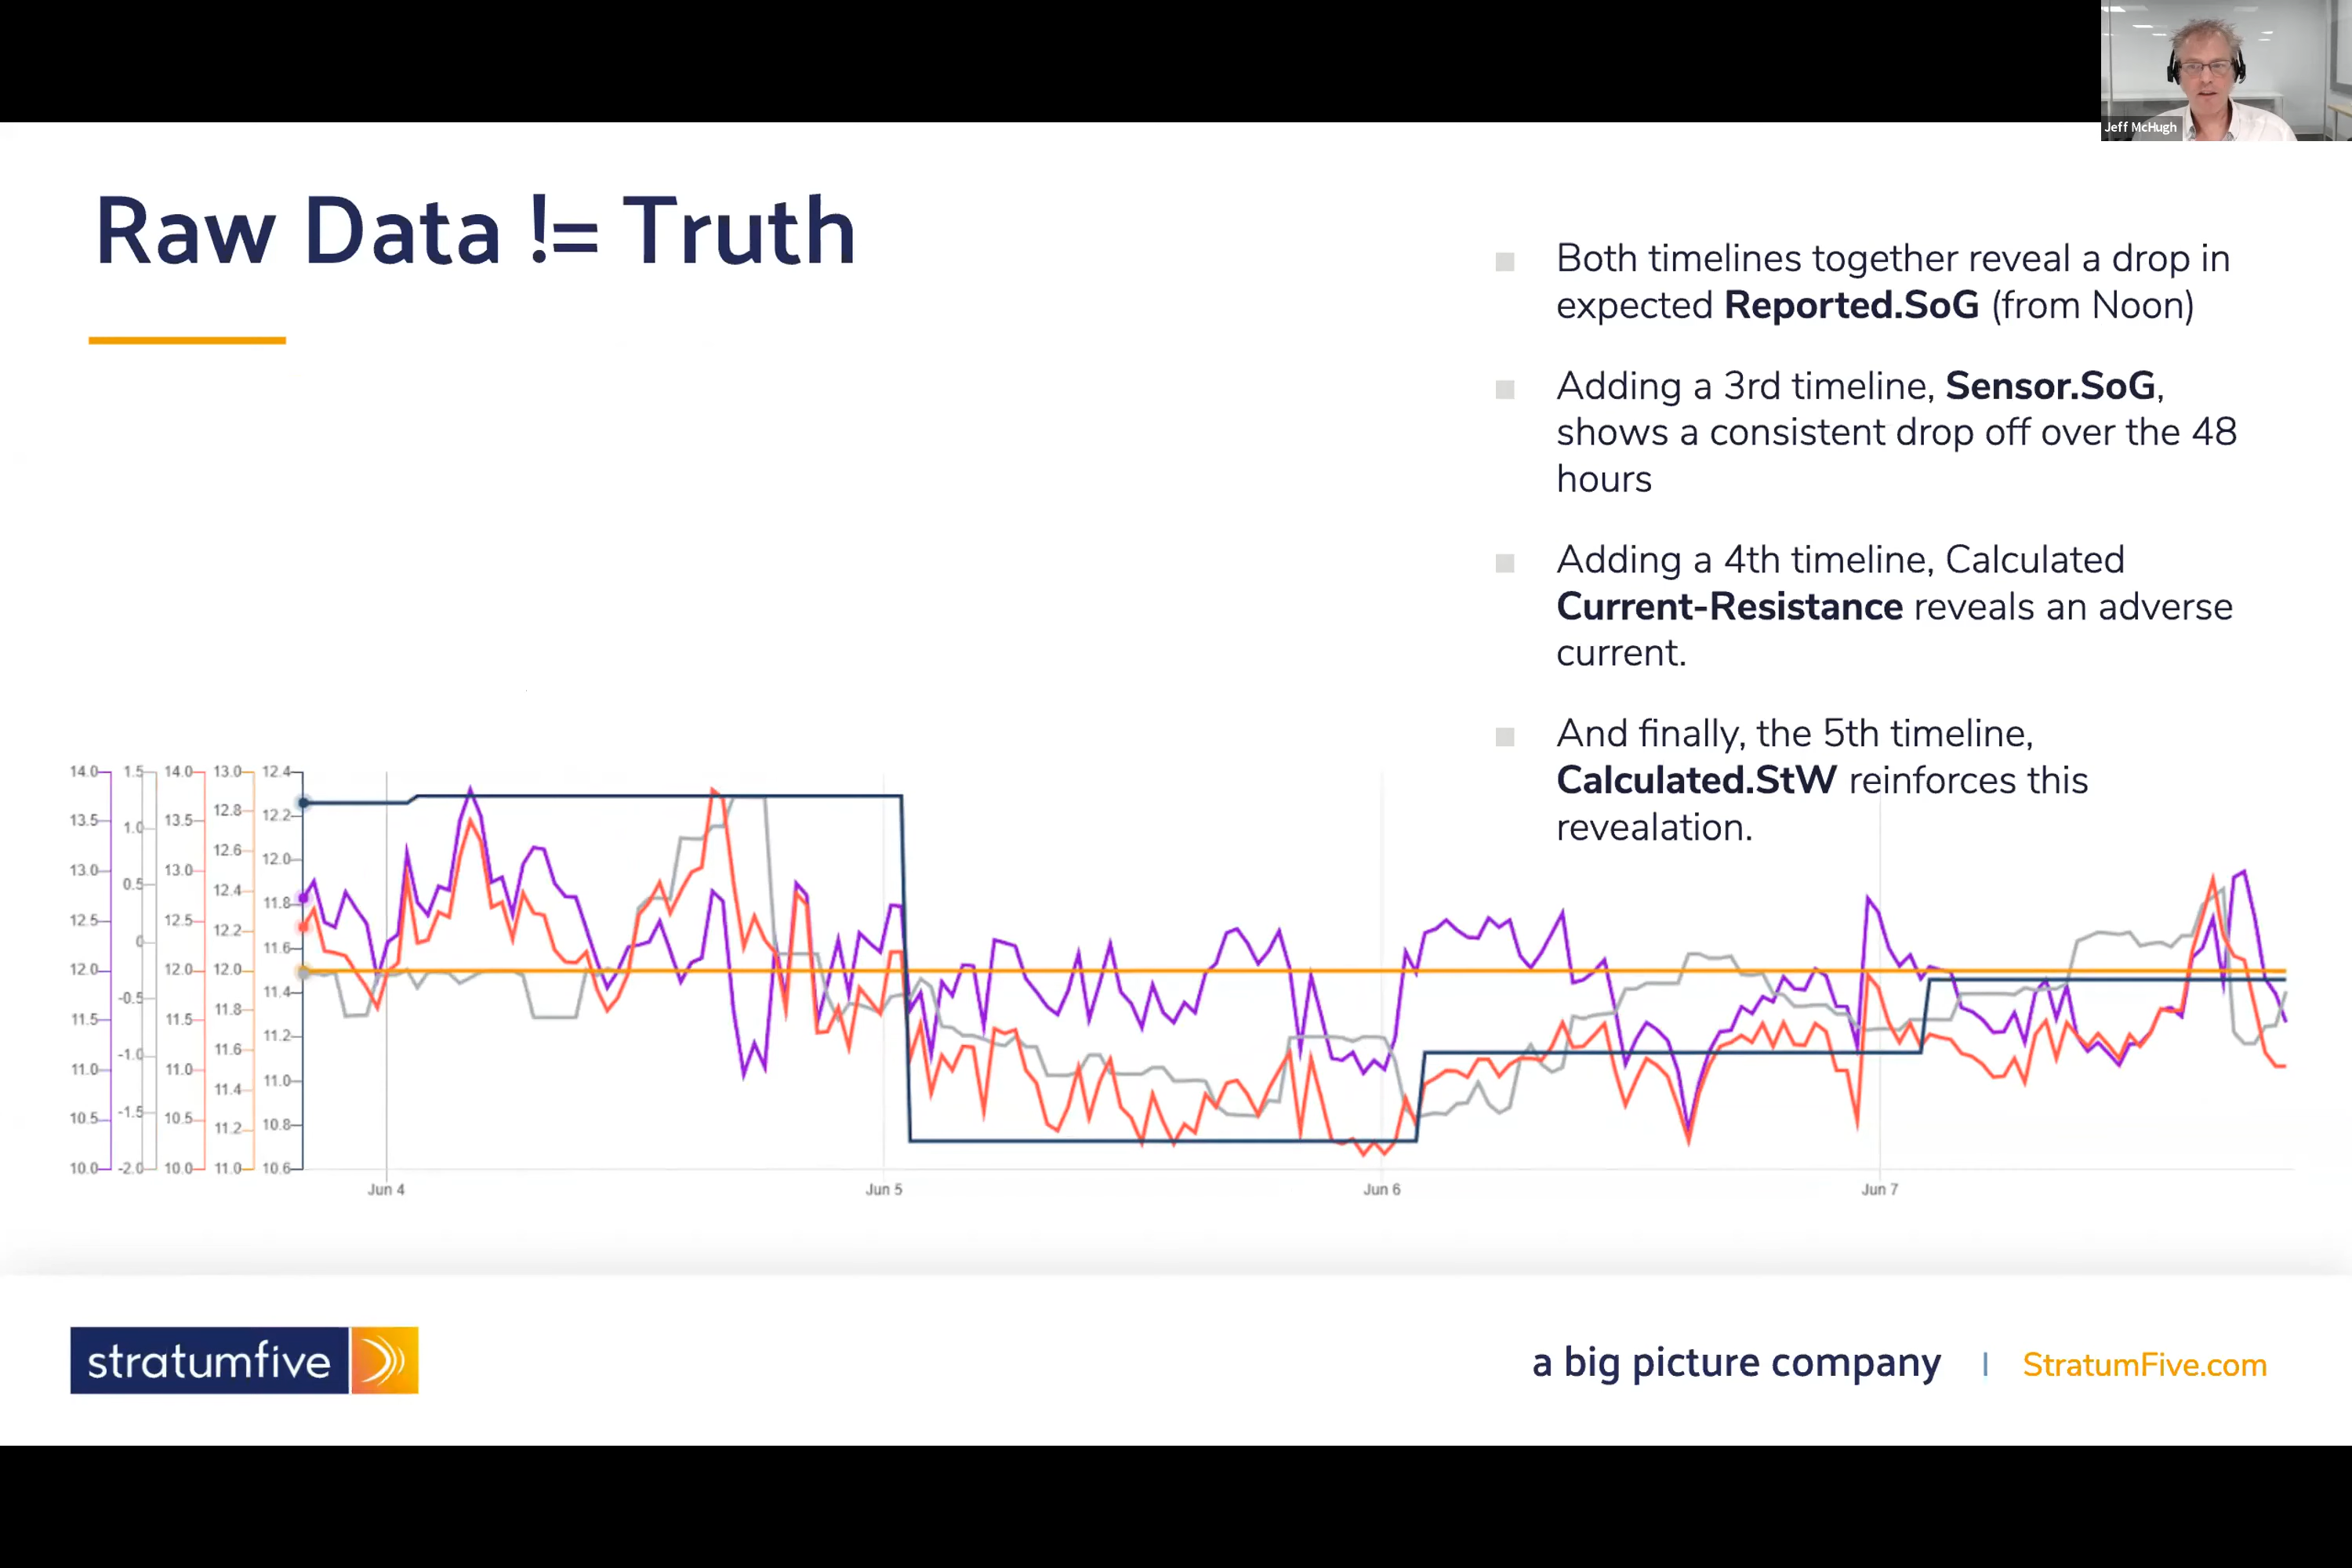 Jeff McHugh
Raw Data != Truth
Both timelines together reveal a drop in
expected Reported.SoG (from Noon)
Adding a 3rd timeline, Sensor.SoG,
shows a consistent drop off over the 48
hours
Adding a 4th timeline, Calculated
Current-Resistance reveals an adverse
current.
And finally, the 5th timeline,
Calculated.StW reinforces this
revealation.
14.0
13.5
13.0
12.5
12.0
11.5
11.0
10.5
10.0
1.5
1.0
0.5
0
-0.5
-1.0
-1.5
-2.0
14.0
13.5
13.0
12.5
12.0
11.5
11.0
10.5
10.0
13.0
12.8
12.6
12.4
12.2
12.0
11.8
11.6
11.4
11.2
11.0
12.4
12.2
12.0
11.8
11.6
11.4
11.2
11.0
10.8
10.6
Jun 4
Jun 5
Jun 6
Jun 7
stratumfive
a big picture company | StratumFive.com